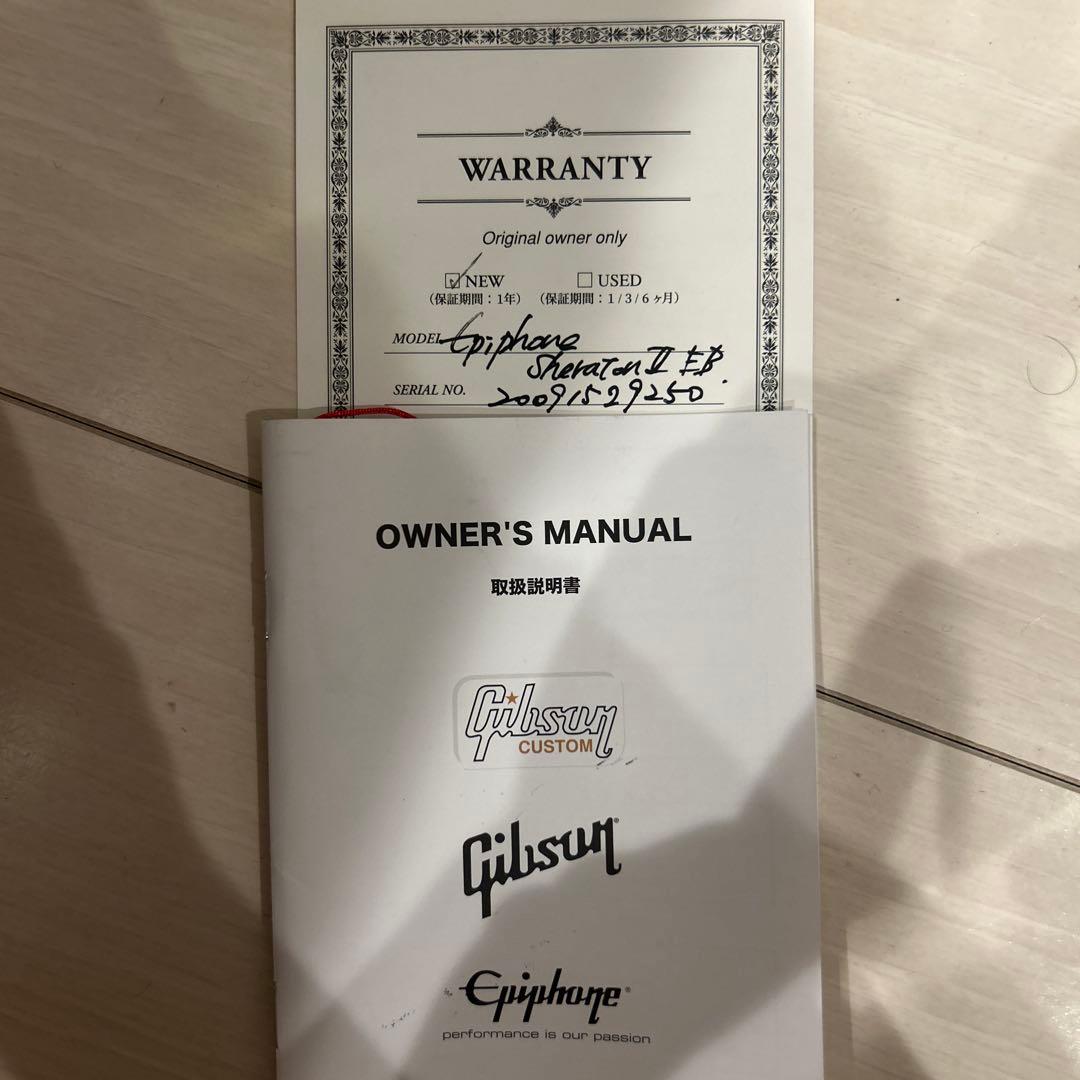 WARRANTY
Original owner only
☑NEW □USED
（保証期間：1年） （保証期間：1/3/6ヶ月）
MODEL Epiphone
Sheraton II EB.
SERIAL NO. 20091529250
OWNER'S MANUAL
取扱説明書
Gibson
CUSTOM
Gibson
Epiphone
performance is our passion